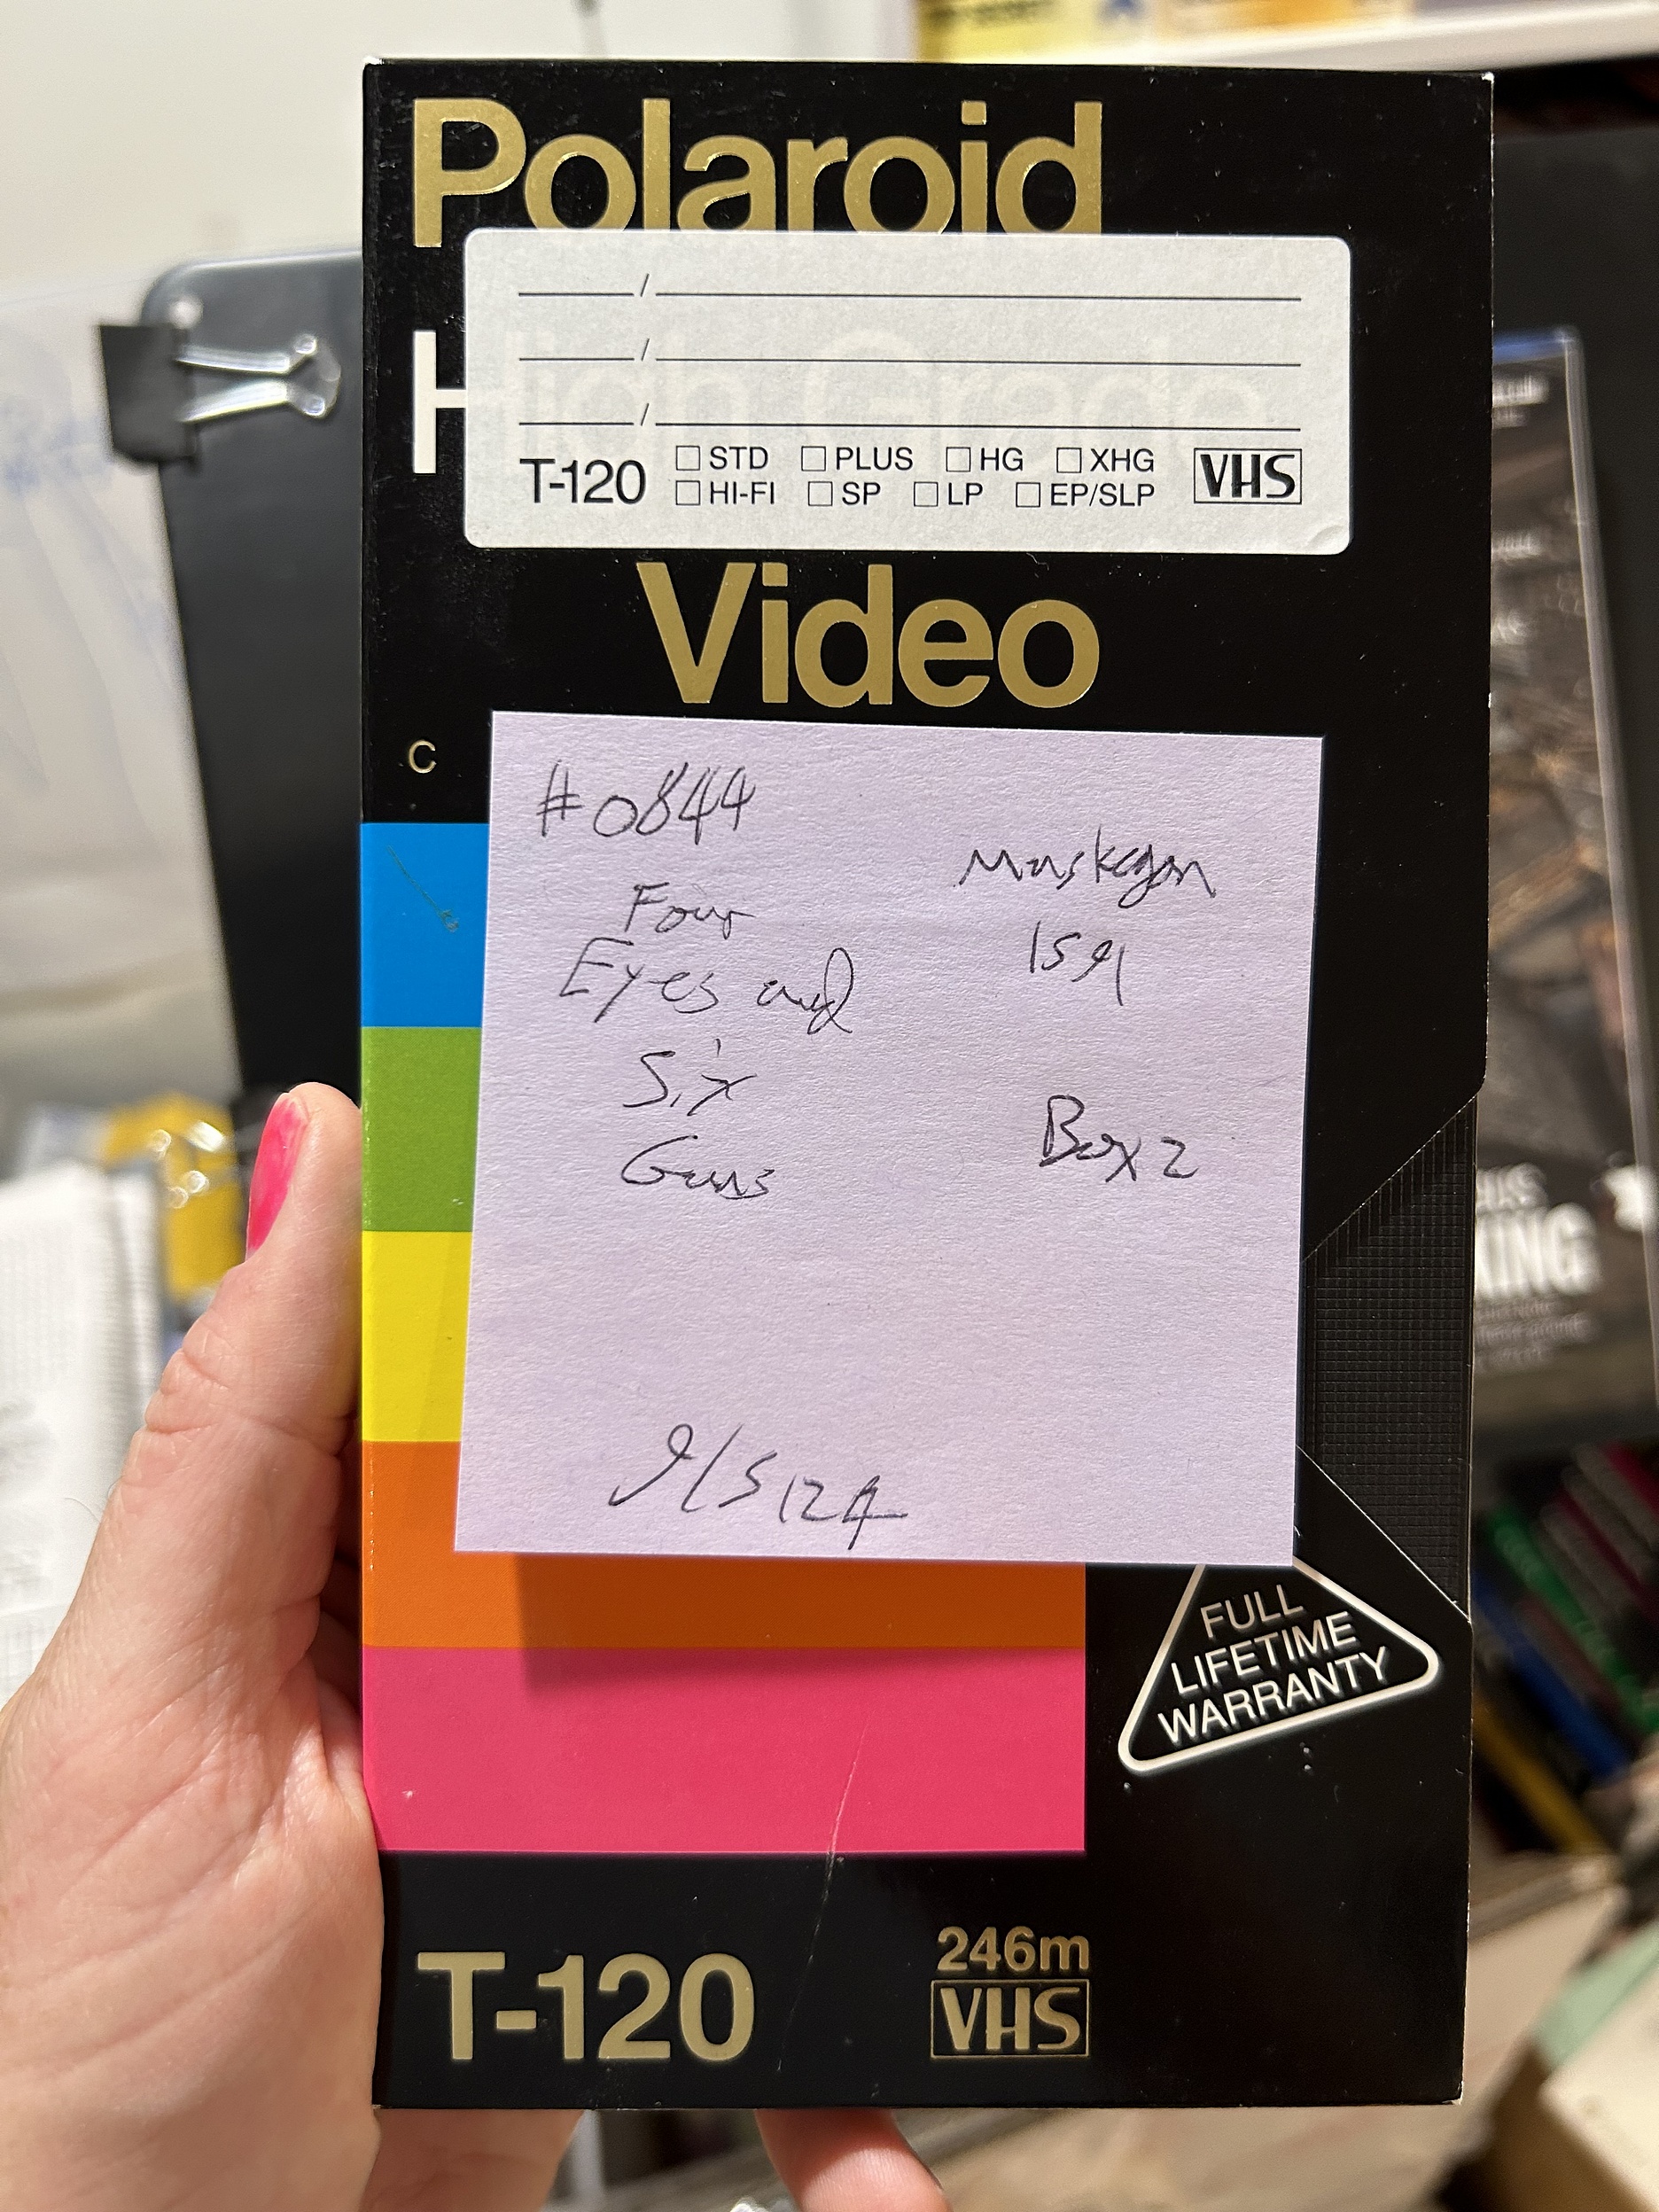 Polaroid
H
T-120 STD PLUS HG XHG VHS
HI-FI SP LP EP/SLP
Video
C
#0844
Four
Eyes and
Six
Guns
Muskegon
1591
Box 2
9/5/24
FULL
LIFETIME
WARRANTY
T-120
246m
VHS
KING